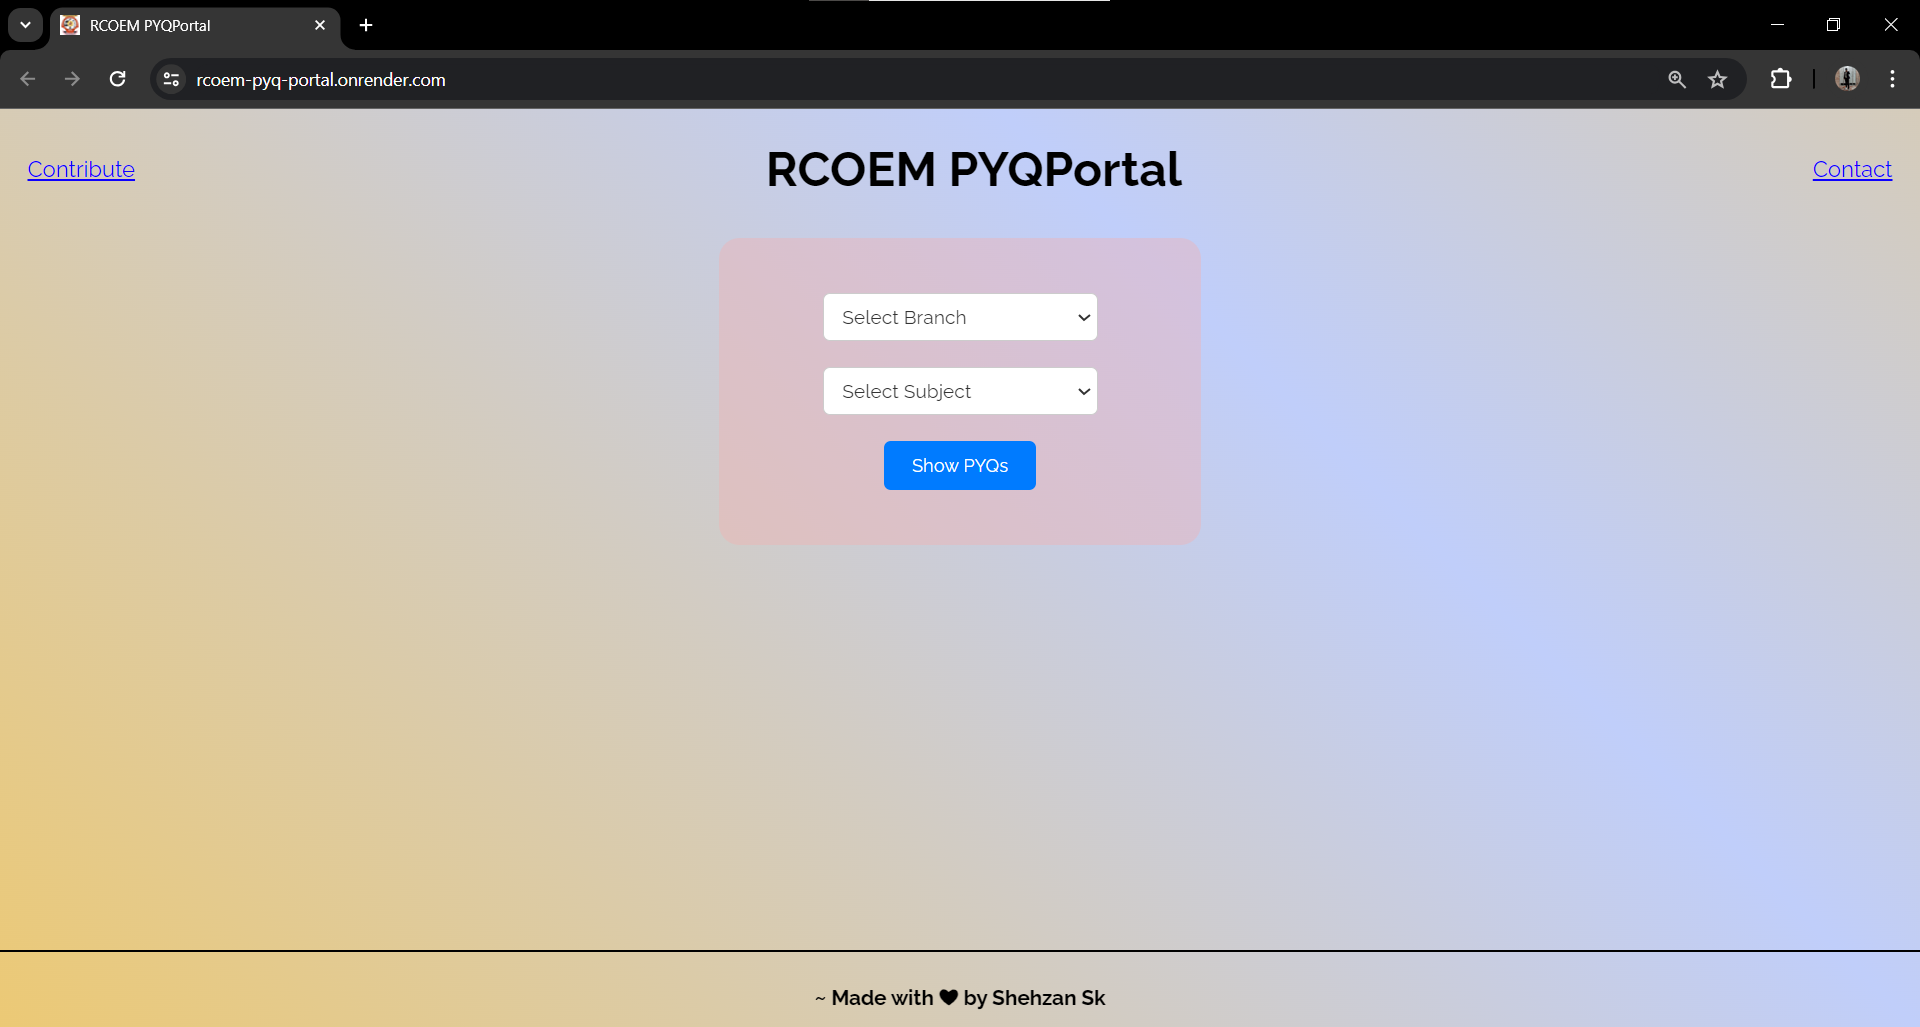 RCOEM PYQPortal
rcoem-pyq-portal.onrender.com
Contribute
RCOEM PYQPortal
Contact
Select Branch
Select Subject
Show PYQs
~ Made with ♥ by Shehzan Sk